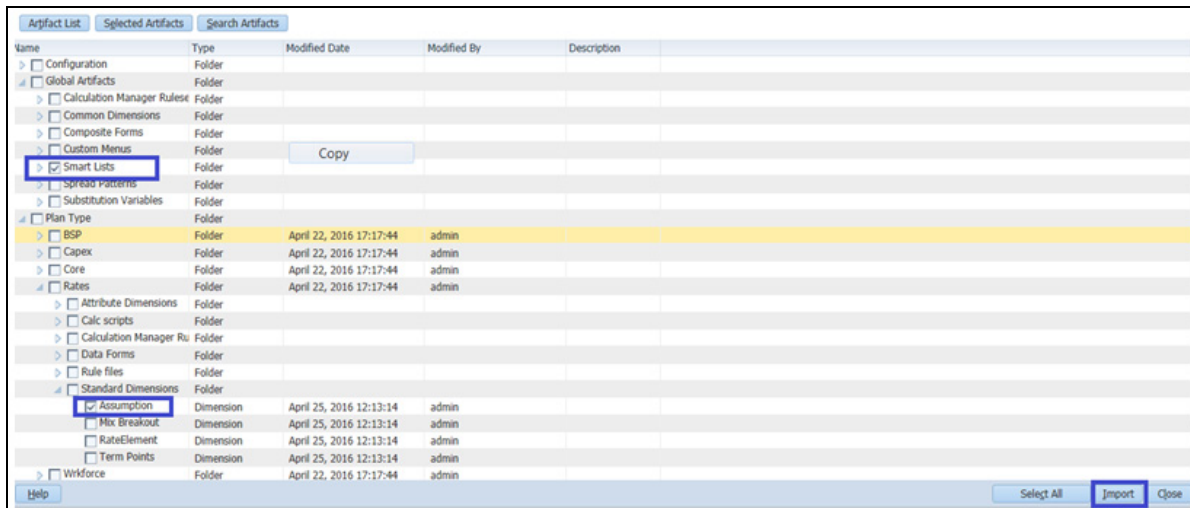 Artifact List Selected Artifacts Search Artifacts
Name Type Modified Date Modified By Description
Configuration Folder
Global Artifacts Folder
Calculation Manager Rulese Folder
Common Dimensions Folder
Composite Forms Folder
Custom Menus Folder
Copy
Smart Lists Folder
Spread Patterns Folder
Substitution Variables Folder
Plan Type Folder
BSP Folder April 22, 2016 17:17:44 admin
Capex Folder April 22, 2016 17:17:44 admin
Core Folder April 22, 2016 17:17:44 admin
Rates Folder April 22, 2016 17:17:44 admin
Attribute Dimensions Folder
Calc scripts Folder
Calculation Manager Ru Folder
Data Forms Folder
Rule files Folder
Standard Dimensions Folder
Assumption Dimension April 25, 2016 12:13:14 admin
Mix Breakout Dimension April 25, 2016 12:13:14 admin
RateElement Dimension April 25, 2016 12:13:14 admin
Term Points Dimension April 25, 2016 12:13:14 admin
Wrkforce Folder April 22, 2016 17:17:44 admin
Help Select All Import Close